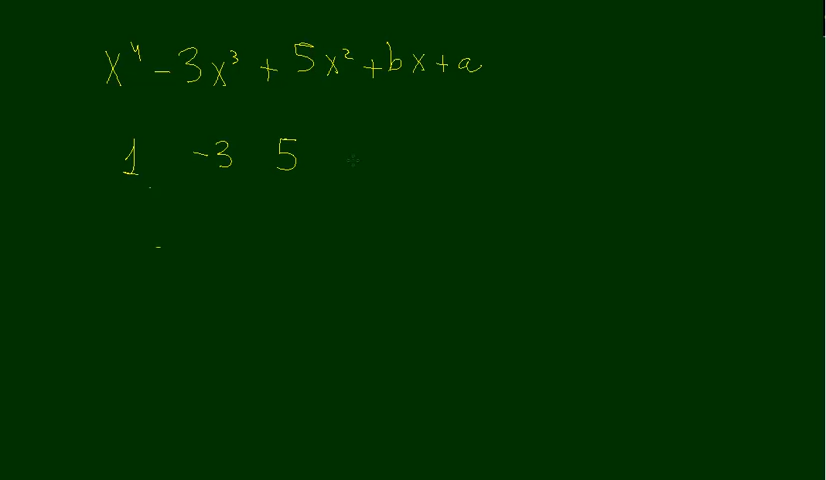 x⁴ - 3x³ + 5x² + bx + a
1 -3 5